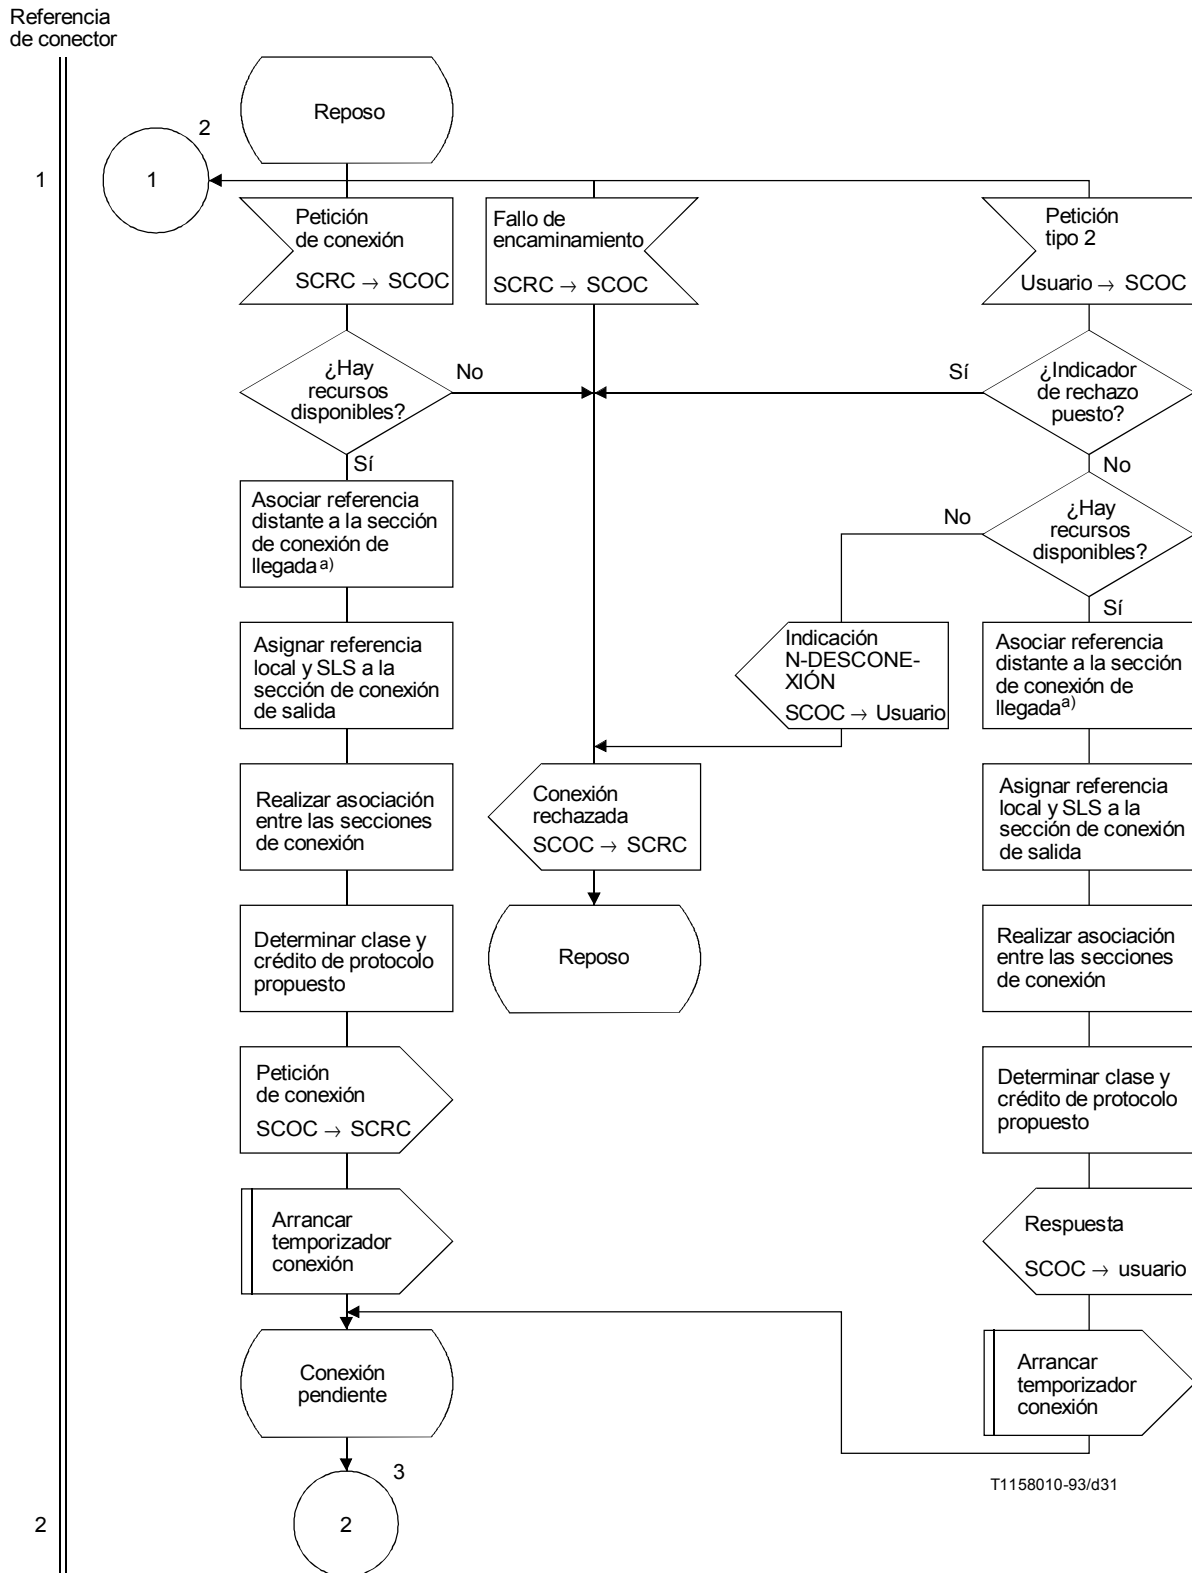 Referencia
de conector
Reposo
2
1
1
Petición
de conexión
SCRC → SCOC
Fallo de
encaminamiento
SCRC → SCOC
Petición
tipo 2
Usuario → SCOC
¿Hay
recursos
disponibles?
No
Sí
¿Indicador
de rechazo
puesto?
Sí
No
Asociar referencia
distante a la sección
de conexión de
llegada a)
No
¿Hay
recursos
disponibles?
Sí
Asignar referencia
local y SLS a la
sección de conexión
de salida
Indicación
N-DESCONE-
XIÓN
SCOC → Usuario
Asociar referencia
distante a la sección
de conexión de
llegada a)
Realizar asociación
entre las secciones
de conexión
Conexión
rechazada
SCOC → SCRC
Asignar referencia
local y SLS a la
sección de conexión
de salida
Determinar clase y
crédito de protocolo
propuesto
Reposo
Realizar asociación
entre las secciones
de conexión
Petición
de conexión
SCOC → SCRC
Determinar clase y
crédito de protocolo
propuesto
Arrancar
temporizador
conexión
Respuesta
SCOC → usuario
Conexión
pendiente
Arrancar
temporizador
conexión
3
2
2
T1158010-93/d31